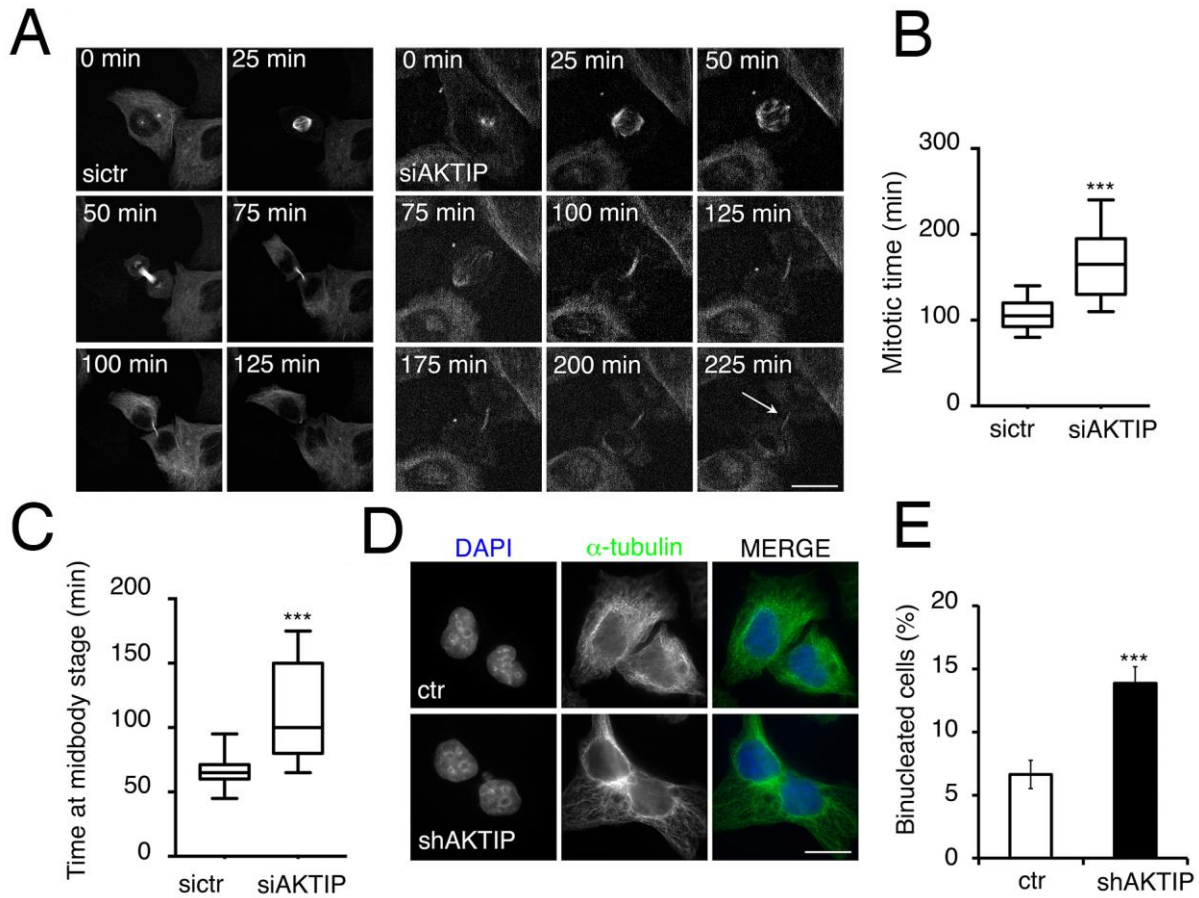 A
0 min
25 min
sictr
50 min
75 min
100 min
125 min
0 min
25 min
50 min
siAKTIP
75 min
100 min
125 min
175 min
200 min
225 min
B
Mitotic time (min)
300
200
100
0
sictr
siAKTIP
***
C
Time at midbody stage (min)
200
150
100
50
0
sictr
siAKTIP
***
D
DAPI
α-tubulin
MERGE
ctr
shAKTIP
E
Binucleated cells (%)
20
15
10
5
0
ctr
shAKTIP
***